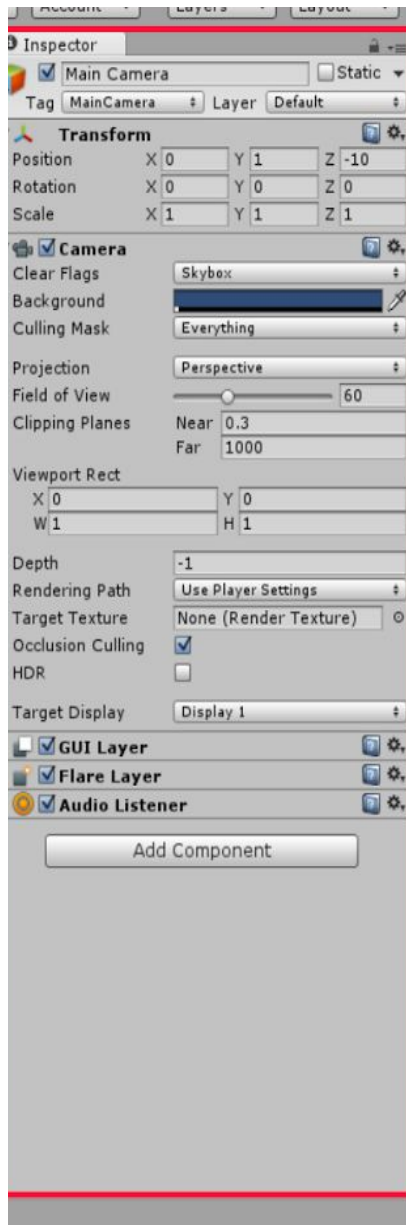 Account Layers Layout
Inspector
Main Camera Static
Tag MainCamera Layer Default
Transform
Position X 0 Y 1 Z -10
Rotation X 0 Y 0 Z 0
Scale X 1 Y 1 Z 1
Camera
Clear Flags Skybox
Background
Culling Mask Everything
Projection Perspective
Field of View 60
Clipping Planes Near 0.3
Far 1000
Viewport Rect
X 0 Y 0
W 1 H 1
Depth -1
Rendering Path Use Player Settings
Target Texture None (Render Texture)
Occlusion Culling
HDR
Target Display Display 1
GUI Layer
Flare Layer
Audio Listener
Add Component